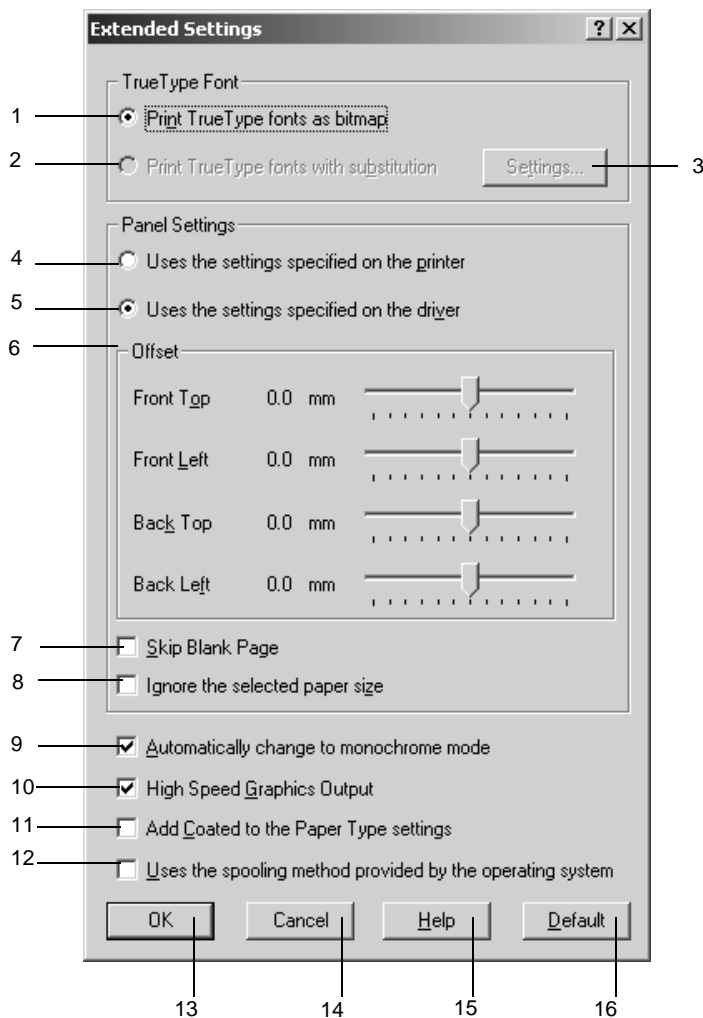 Extended Settings
TrueType Font
1 Print TrueType fonts as bitmap
2 Print TrueType fonts with substitution Settings... 3
Panel Settings
4 Uses the settings specified on the printer
5 Uses the settings specified on the driver
6 Offset
Front Top 0.0 mm
Front Left 0.0 mm
Back Top 0.0 mm
Back Left 0.0 mm
7 Skip Blank Page
8 Ignore the selected paper size
9 Automatically change to monochrome mode
10 High Speed Graphics Output
11 Add Coated to the Paper Type settings
12 Uses the spooling method provided by the operating system
OK Cancel Help Default
13 14 15 16